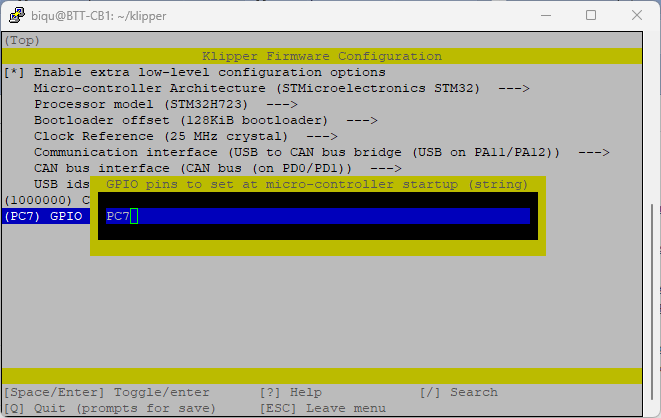 biqu@BTT-CB1: ~/klipper
(Top)
Klipper Firmware Configuration
[*] Enable extra low-level configuration options
Micro-controller Architecture (STMicroelectronics STM32) --->
Processor model (STM32H723) --->
Bootloader offset (128KiB bootloader) --->
Clock Reference (25 MHz crystal) --->
Communication interface (USB to CAN bus bridge (USB on PA11/PA12)) --->
CAN bus interface (CAN bus (on PD0/PD1)) --->
USB ids
GPIO pins to set at micro-controller startup (string)
(1000000) C
(PC7) GPIO
PC7
[Space/Enter] Toggle/enter [?] Help [/] Search
[Q] Quit (prompts for save) [ESC] Leave menu